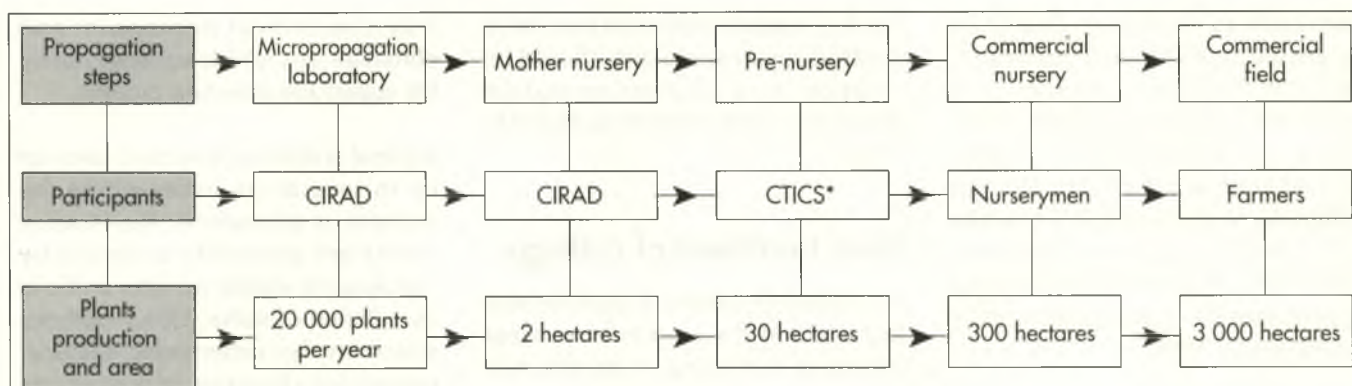 Propagation
steps
Micropropagation
laboratory
Mother nursery
Pre-nursery
Commercial
nursery
Commercial
field
Participants
CIRAD
CIRAD
CTICS*
Nurserymen
Farmers
Plants
production
and area
20 000 plants
per year
2 hectares
30 hectares
300 hectares
3 000 hectares